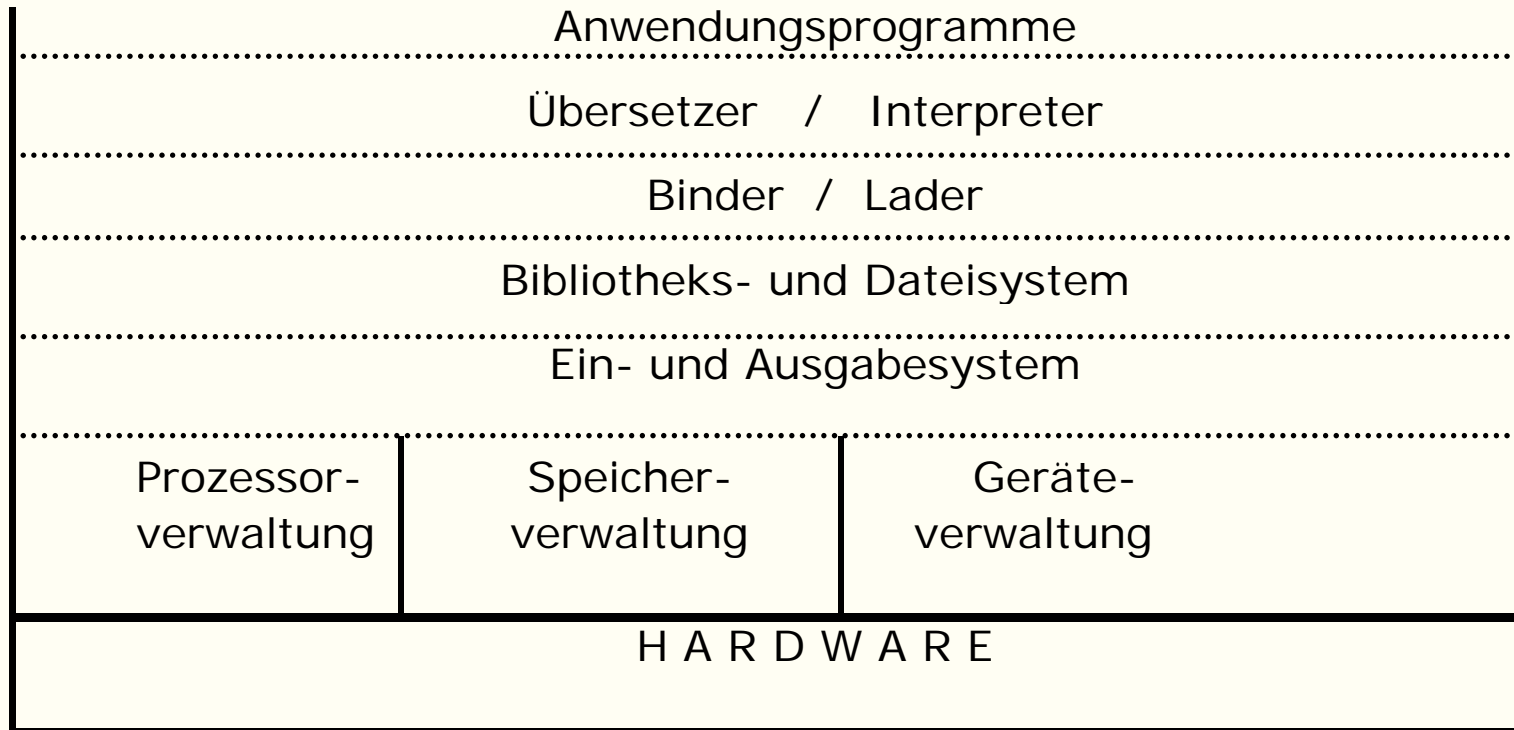 Anwendungsprogramme
Übersetzer / Interpreter
Binder / Lader
Bibliotheks- und Dateisystem
Ein- und Ausgabesystem
Prozessor-
verwaltung
Speicher-
verwaltung
Geräte-
verwaltung
H A R D W A R E